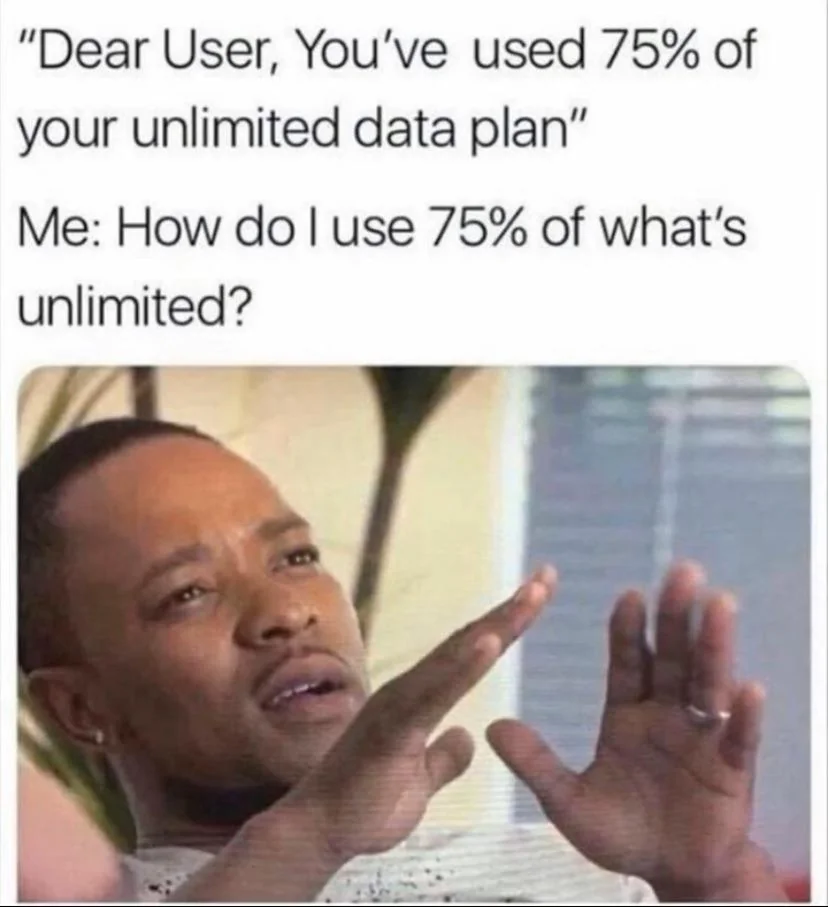 "Dear User, You've used 75% of
your unlimited data plan"
Me: How do I use 75% of what's
unlimited?